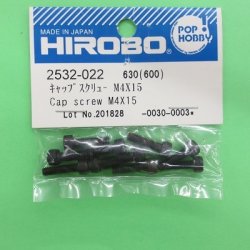 MADE IN JAPAN
HIROBO
POP HOBBY
2532-022 630(600)
ｷｬｯﾌﾟｽｸﾘｭｰ M4X15
Cap screw M4X15
Lot No.201828 -0030-0003*